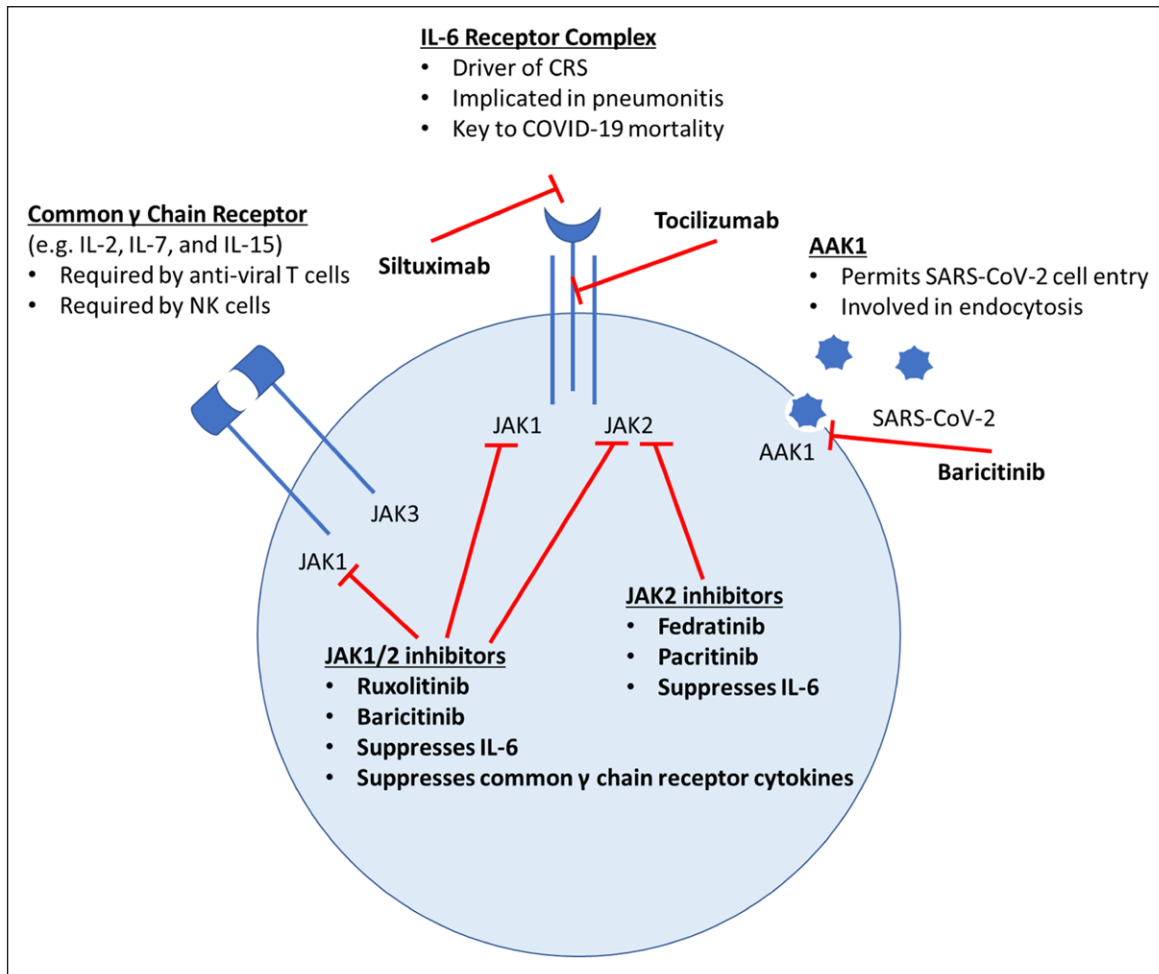 IL-6 Receptor Complex
• Driver of CRS
• Implicated in pneumonitis
• Key to COVID-19 mortality
Common γ Chain Receptor
(e.g. IL-2, IL-7, and IL-15)
• Required by anti-viral T cells
• Required by NK cells
Siltuximab
Tocilizumab
AAK1
• Permits SARS-CoV-2 cell entry
• Involved in endocytosis
SARS-CoV-2
AAK1
Baricitinib
JAK1
JAK2
JAK3
JAK1
JAK1/2 inhibitors
• Ruxolitinib
• Baricitinib
• Suppresses IL-6
• Suppresses common γ chain receptor cytokines
JAK2 inhibitors
• Fedratinib
• Pacritinib
• Suppresses IL-6